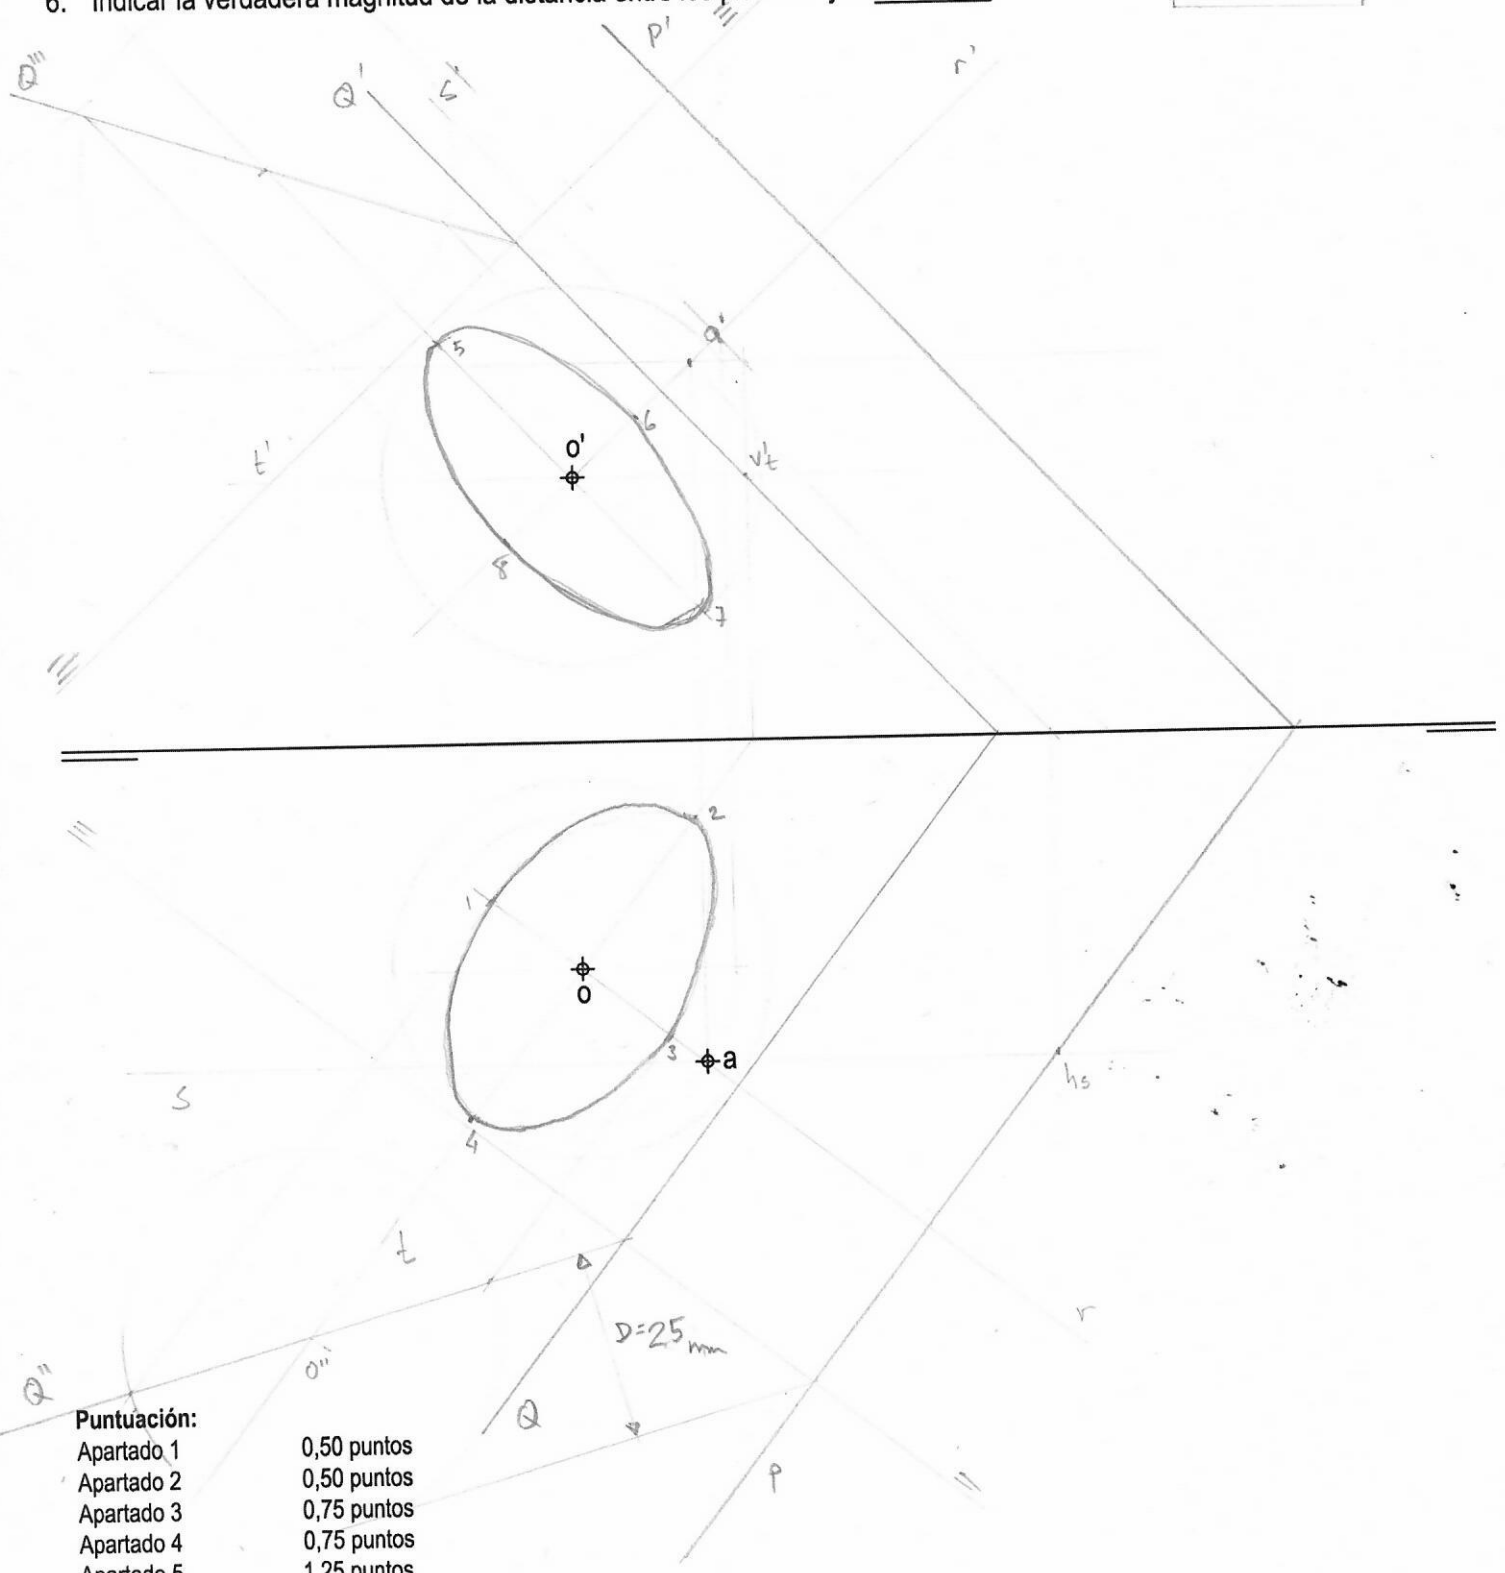 6. Indicar la verdadera magnitud de la distancia entre los
P'
r'
Q'''
Q'
s'
a'
5
6
o'
t'
v't
8
7
2
1
o
3
a
hs
s
4
t
r
D=25 mm
o'''
Q''
Q
P
Puntuación:
Apartado 1 0,50 puntos
Apartado 2 0,50 puntos
Apartado 3 0,75 puntos
Apartado 4 0,75 puntos
Apartado 5 1,25 puntos